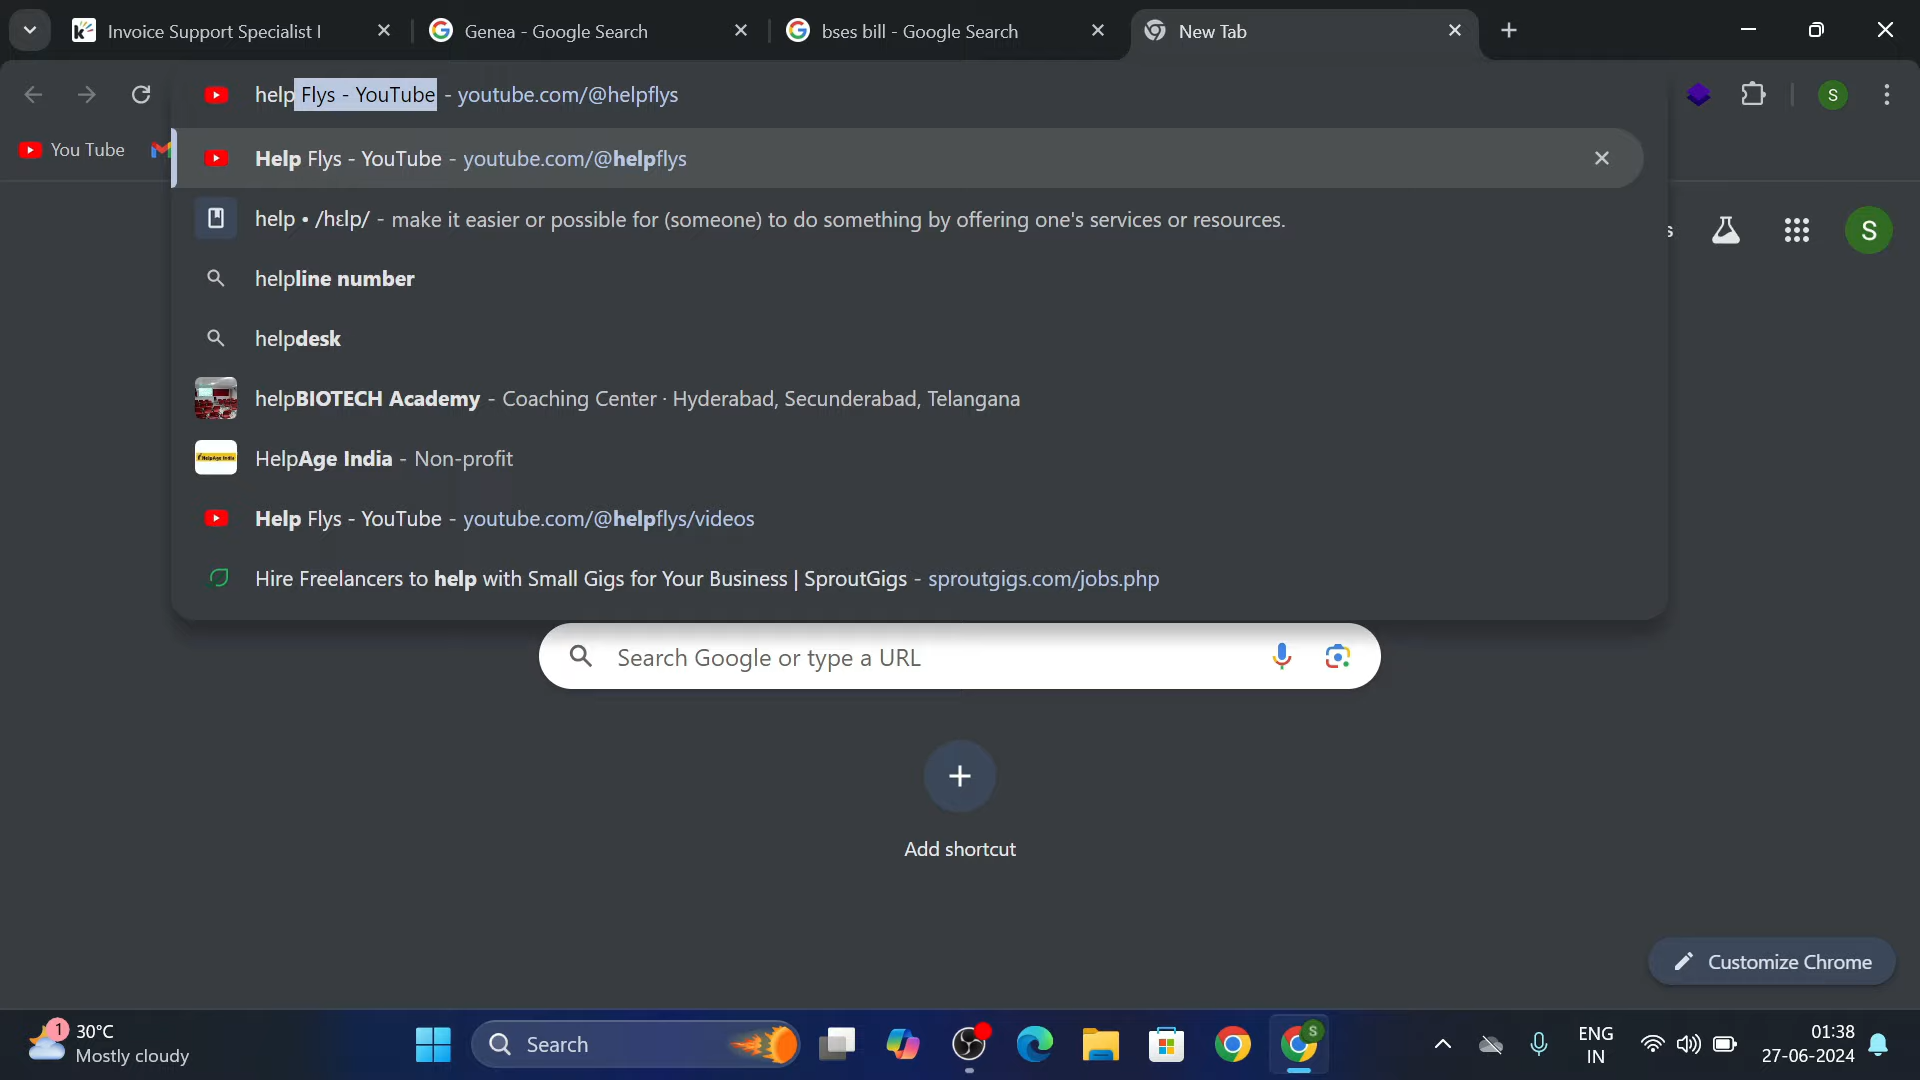 Invoice Support Specialist I
Genea - Google Search
bses bill - Google Search
New Tab
help Flys - YouTube - youtube.com/@helpflys
S
You Tube
Help Flys - YouTube - youtube.com/@helpflys
help • /hɛlp/ - make it easier or possible for (someone) to do something by offering one's services or resources.
s
S
helpline number
helpdesk
helpBIOTECH Academy - Coaching Center · Hyderabad, Secunderabad, Telangana
HelpAge India - Non-profit
Help Flys - YouTube - youtube.com/@helpflys/videos
Hire Freelancers to help with Small Gigs for Your Business | SproutGigs - sproutgigs.com/jobs.php
Search Google or type a URL
Add shortcut
Customize Chrome
1
30°C
Mostly cloudy
Search
S
ENG
IN
01:38
27-06-2024